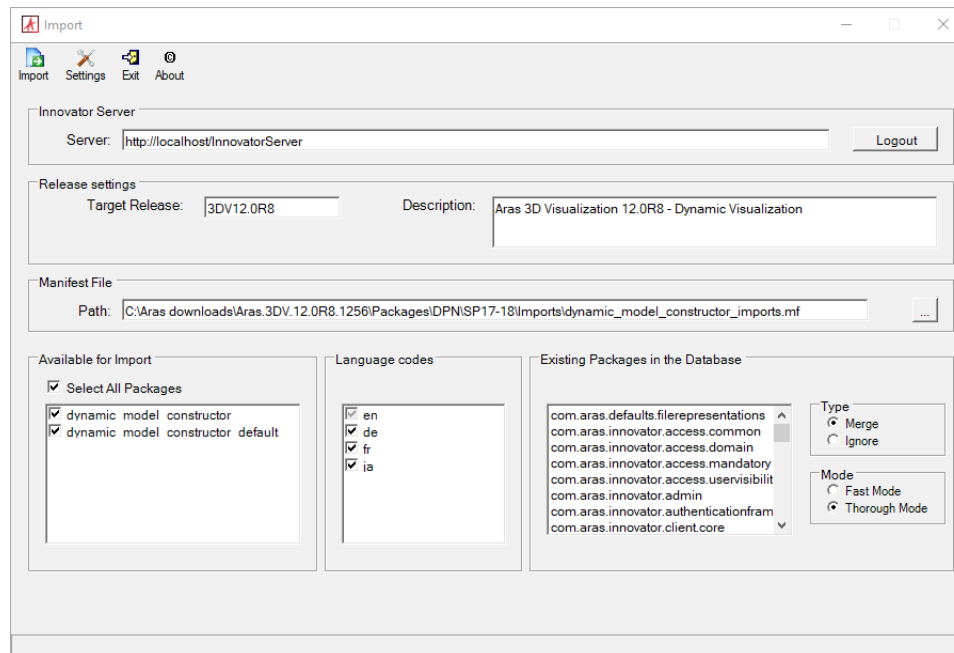 Import
Import Settings Exit About
Innovator Server
Server: http://localhost/InnovatorServer Logout
Release settings
Target Release: 3DV12.0R8 Description: Aras 3D Visualization 12.0R8 - Dynamic Visualization
Manifest File
Path: C:\Aras downloads\Aras.3DV.12.0R8.1256\Packages\DPN\SP17-18\Imports\dynamic_model_constructor_imports.mf ...
Available for Import
Select All Packages
dynamic model constructor
dynamic model constructor default
Language codes
en
de
fr
ja
Existing Packages in the Database
com.aras.defaults.filerepresentations
com.aras.innovator.access.common
com.aras.innovator.access.domain
com.aras.innovator.access.mandatory
com.aras.innovator.access.uservisibilit
com.aras.innovator.admin
com.aras.innovator.authenticationfram
com.aras.innovator.client.core
Type
Merge
Ignore
Mode
Fast Mode
Thorough Mode